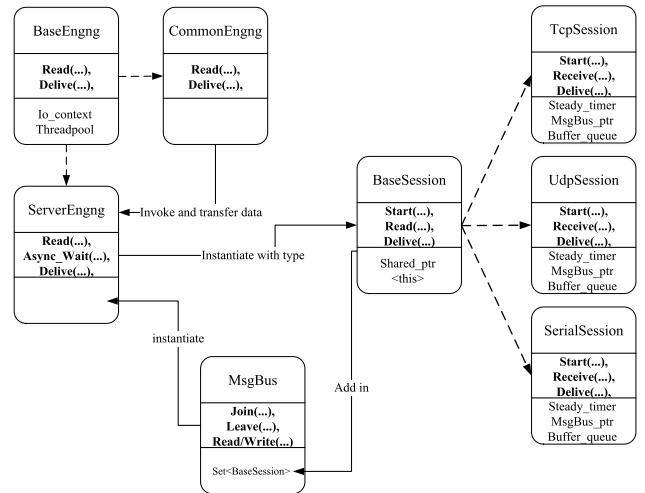 BaseEngng
Read(...),
Delive(...),
Io_context
Threadpool
CommonEngng
Read(...),
Delive(...),
TcpSession
Start(...),
Receive(...),
Delive(...),
Steady_timer
MsgBus_ptr
Buffer_queue
ServerEngng
Read(...),
Async_Wait(...),
Delive(...),
Invoke and transfer data
Instantiate with type
BaseSession
Start(...),
Read(...),
Delive(...)
Shared_ptr
<this>
UdpSession
Start(...),
Receive(...),
Delive(...),
Steady_timer
MsgBus_ptr
Buffer_queue
instantiate
MsgBus
Join(...),
Leave(...),
Read/Write(...)
Set<BaseSession>
Add in
SerialSession
Start(...),
Receive(...),
Delive(...),
Steady_timer
MsgBus_ptr
Buffer_queue